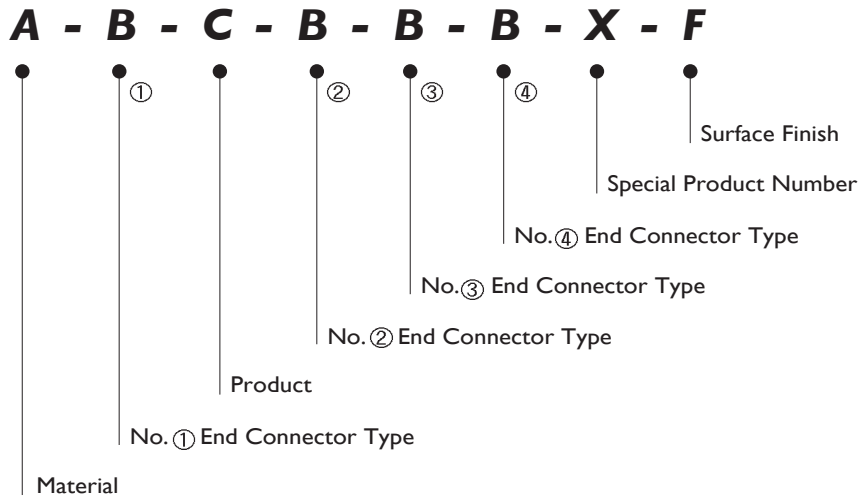 A - B - C - B - B - B - X - F
① ② ③ ④
Surface Finish
Special Product Number
No.④ End Connector Type
No.③ End Connector Type
No.② End Connector Type
Product
No.① End Connector Type
Material